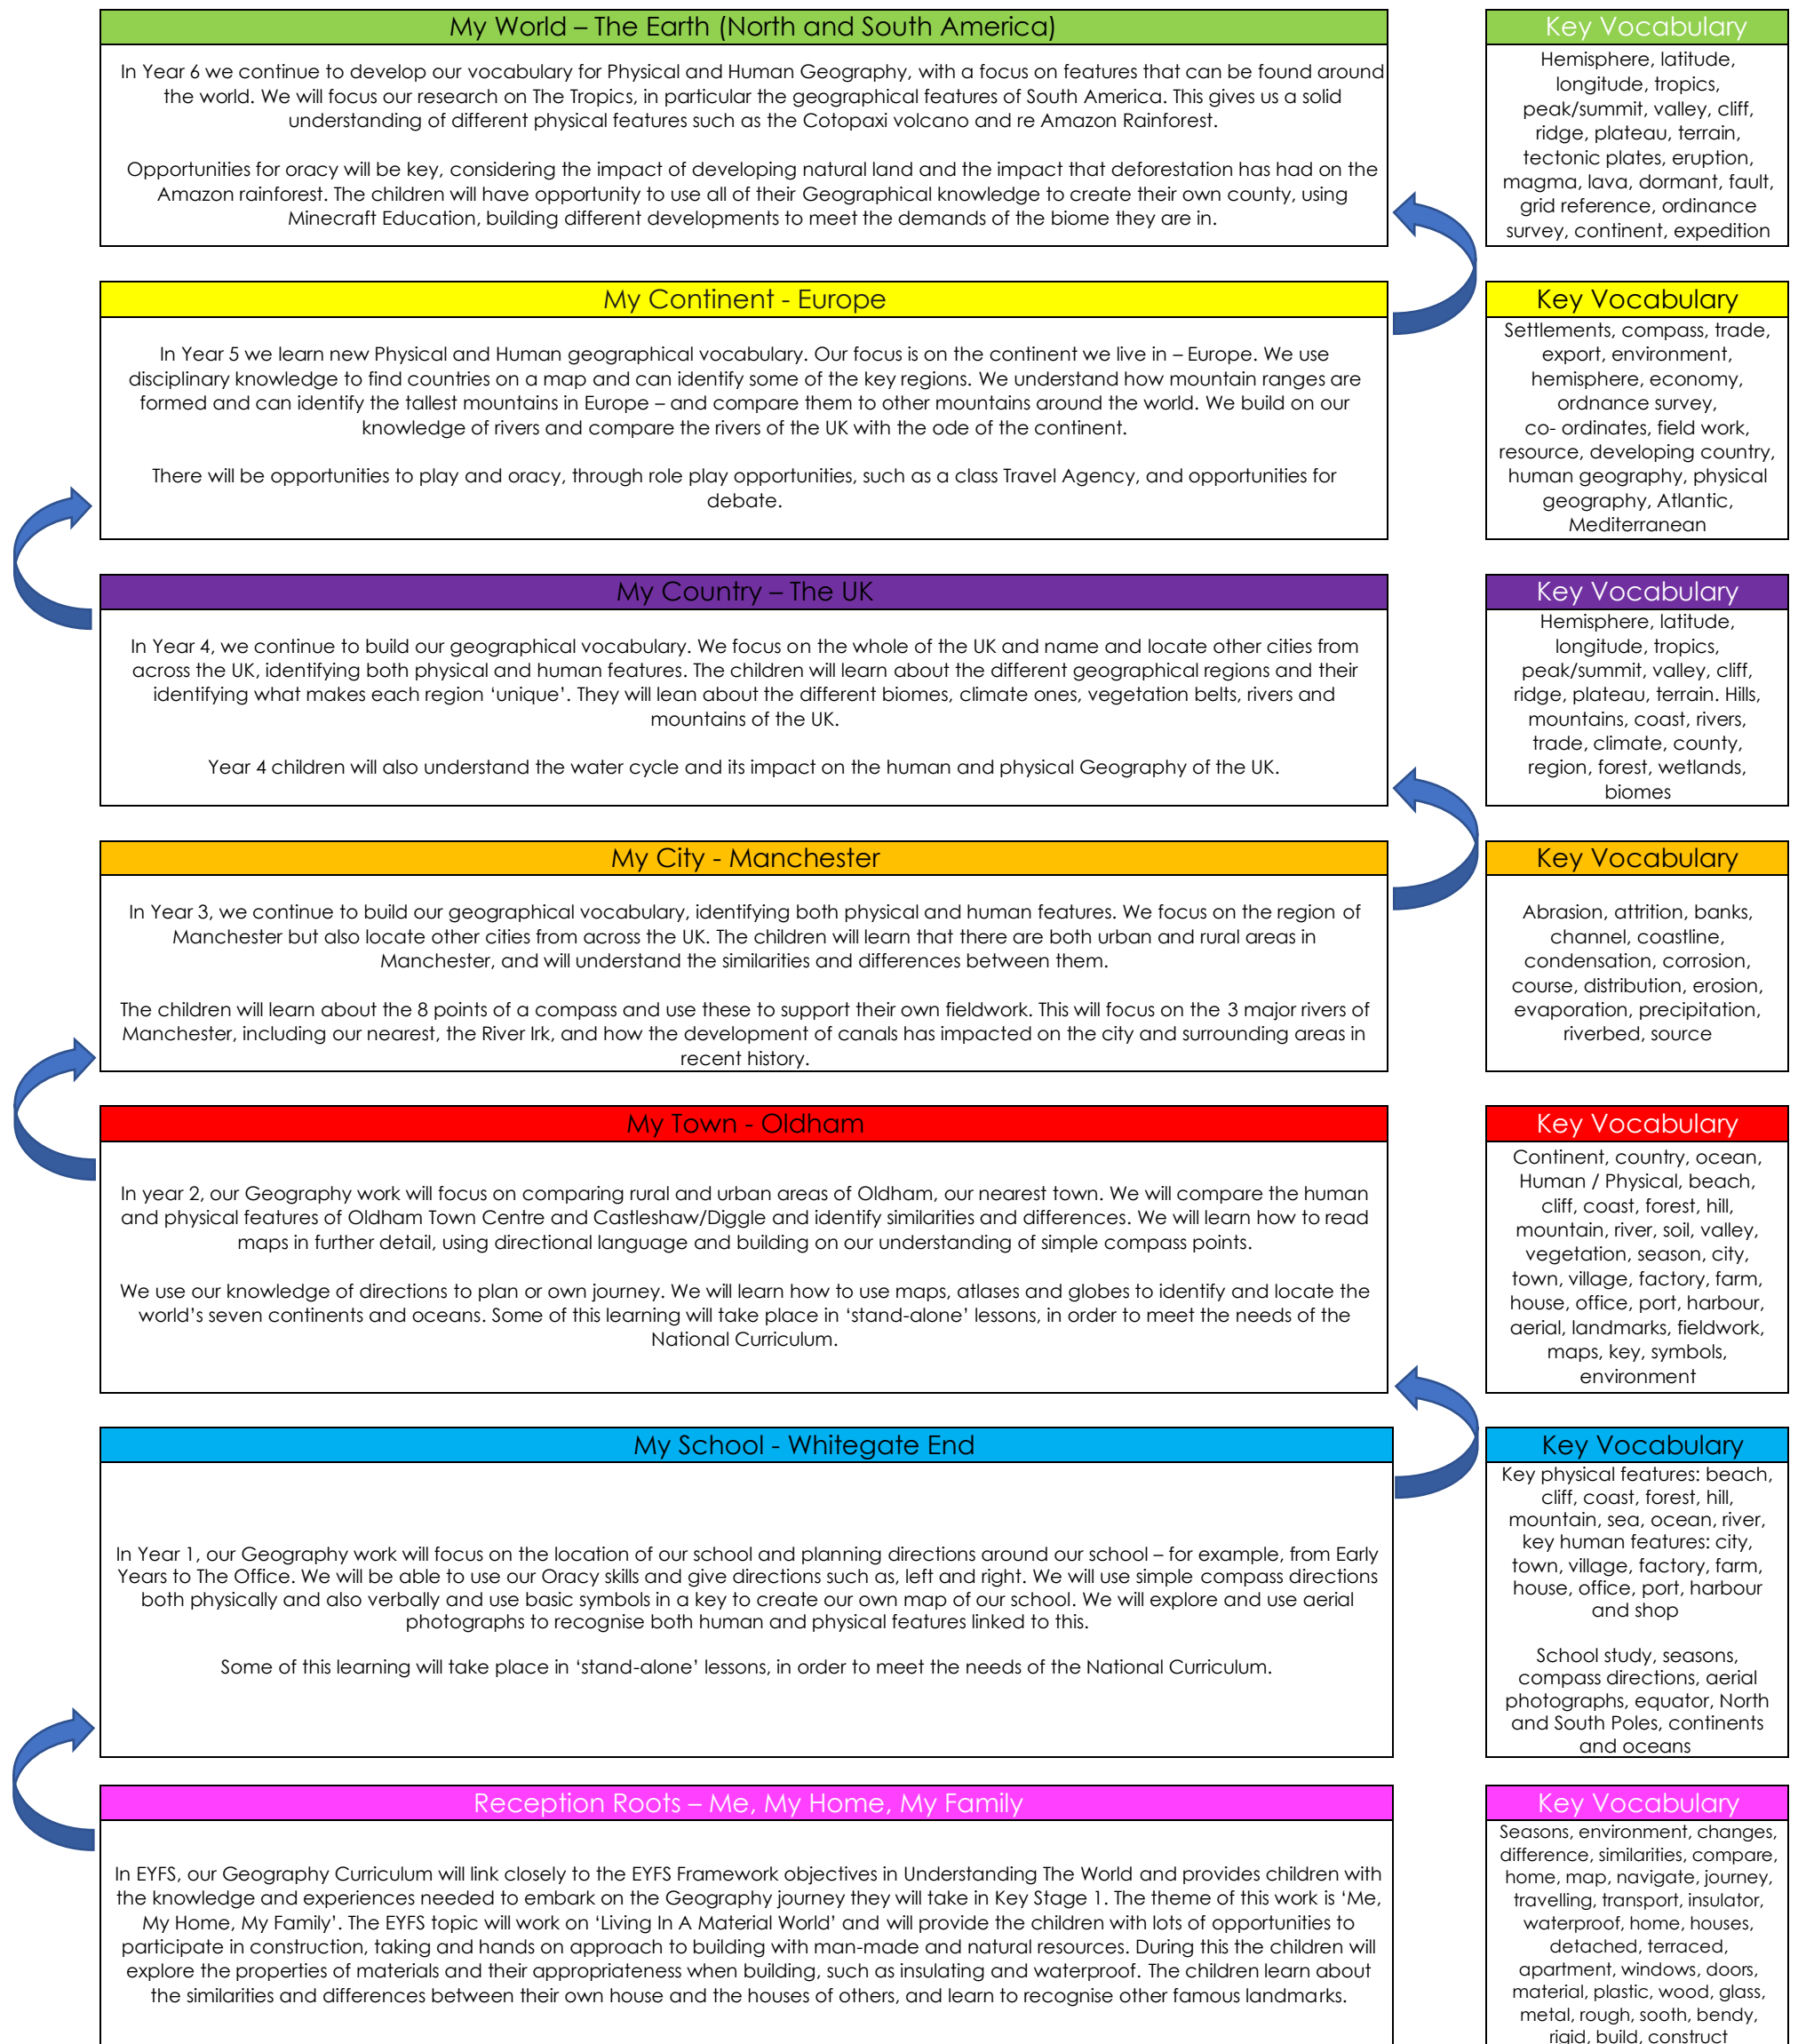 My World – The Earth (North and South America)
In Year 6 we continue to develop our vocabulary for Physical and Human Geography, with a focus on features that can be found around
the world. We will focus our research on The Tropics, in particular the geographical features of South America. This gives us a solid
understanding of different physical features such as the Cotopaxi volcano and re Amazon Rainforest.
Opportunities for oracy will be key, considering the impact of developing natural land and the impact that deforestation has had on the
Amazon rainforest. The children will have opportunity to use all of their Geographical knowledge to create their own county, using
Minecraft Education, building different developments to meet the demands of the biome they are in.
Key Vocabulary
Hemisphere, latitude,
longitude, tropics,
peak/summit, valley, cliff,
ridge, plateau, terrain,
tectonic plates, eruption,
magma, lava, dormant, fault,
grid reference, ordinance
survey, continent, expedition
My Continent - Europe
In Year 5 we learn new Physical and Human geographical vocabulary. Our focus is on the continent we live in – Europe. We use
disciplinary knowledge to find countries on a map and can identify some of the key regions. We understand how mountain ranges are
formed and can identify the tallest mountains in Europe – and compare them to other mountains around the world. We build on our
knowledge of rivers and compare the rivers of the UK with the ode of the continent.
There will be opportunities to play and oracy, through role play opportunities, such as a class Travel Agency, and opportunities for
debate.
Key Vocabulary
Settlements, compass, trade,
export, environment,
hemisphere, economy,
ordnance survey,
co- ordinates, field work,
resource, developing country,
human geography, physical
geography, Atlantic,
Mediterranean
My Country – The UK
In Year 4, we continue to build our geographical vocabulary. We focus on the whole of the UK and name and locate other cities from
across the UK, identifying both physical and human features. The children will learn about the different geographical regions and their
identifying what makes each region ‘unique’. They will lean about the different biomes, climate ones, vegetation belts, rivers and
mountains of the UK.
Year 4 children will also understand the water cycle and its impact on the human and physical Geography of the UK.
Key Vocabulary
Hemisphere, latitude,
longitude, tropics,
peak/summit, valley, cliff,
ridge, plateau, terrain. Hills,
mountains, coast, rivers,
trade, climate, county,
region, forest, wetlands,
biomes
My City - Manchester
In Year 3, we continue to build our geographical vocabulary, identifying both physical and human features. We focus on the region of
Manchester but also locate other cities from across the UK. The children will learn that there are both urban and rural areas in
Manchester, and will understand the similarities and differences between them.
The children will learn about the 8 points of a compass and use these to support their own fieldwork. This will focus on the 3 major rivers of
Manchester, including our nearest, the River Irk, and how the development of canals has impacted on the city and surrounding areas in
recent history.
Key Vocabulary
Abrasion, attrition, banks,
channel, coastline,
condensation, corrosion,
course, distribution, erosion,
evaporation, precipitation,
riverbed, source
My Town - Oldham
In year 2, our Geography work will focus on comparing rural and urban areas of Oldham, our nearest town. We will compare the human
and physical features of Oldham Town Centre and Castleshaw/Diggle and identify similarities and differences. We will learn how to read
maps in further detail, using directional language and building on our understanding of simple compass points.
We use our knowledge of directions to plan or own journey. We will learn how to use maps, atlases and globes to identify and locate the
world’s seven continents and oceans. Some of this learning will take place in ‘stand-alone’ lessons, in order to meet the needs of the
National Curriculum.
Key Vocabulary
Continent, country, ocean,
Human / Physical, beach,
cliff, coast, forest, hill,
mountain, river, soil, valley,
vegetation, season, city,
town, village, factory, farm,
house, office, port, harbour,
aerial, landmarks, fieldwork,
maps, key, symbols,
environment
My School - Whitegate End
In Year 1, our Geography work will focus on the location of our school and planning directions around our school – for example, from Early
Years to The Office. We will be able to use our Oracy skills and give directions such as, left and right. We will use simple compass directions
both physically and also verbally and use basic symbols in a key to create our own map of our school. We will explore and use aerial
photographs to recognise both human and physical features linked to this.
Some of this learning will take place in ‘stand-alone’ lessons, in order to meet the needs of the National Curriculum.
Key Vocabulary
Key physical features: beach,
cliff, coast, forest, hill,
mountain, sea, ocean, river,
key human features: city,
town, village, factory, farm,
house, office, port, harbour
and shop
School study, seasons,
compass directions, aerial
photographs, equator, North
and South Poles, continents
and oceans
Reception Roots – Me, My Home, My Family
In EYFS, our Geography Curriculum will link closely to the EYFS Framework objectives in Understanding The World and provides children with
the knowledge and experiences needed to embark on the Geography journey they will take in Key Stage 1. The theme of this work is ‘Me,
My Home, My Family’. The EYFS topic will work on ‘Living In A Material World’ and will provide the children with lots of opportunities to
participate in construction, taking and hands on approach to building with man-made and natural resources. During this the children will
explore the properties of materials and their appropriateness when building, such as insulating and waterproof. The children learn about
the similarities and differences between their own house and the houses of others, and learn to recognise other famous landmarks.
Key Vocabulary
Seasons, environment, changes,
difference, similarities, compare,
home, map, navigate, journey,
travelling, transport, insulator,
waterproof, home, houses,
detached, terraced,
apartment, windows, doors,
material, plastic, wood, glass,
metal, rough, sooth, bendy,
rigid, build, construct